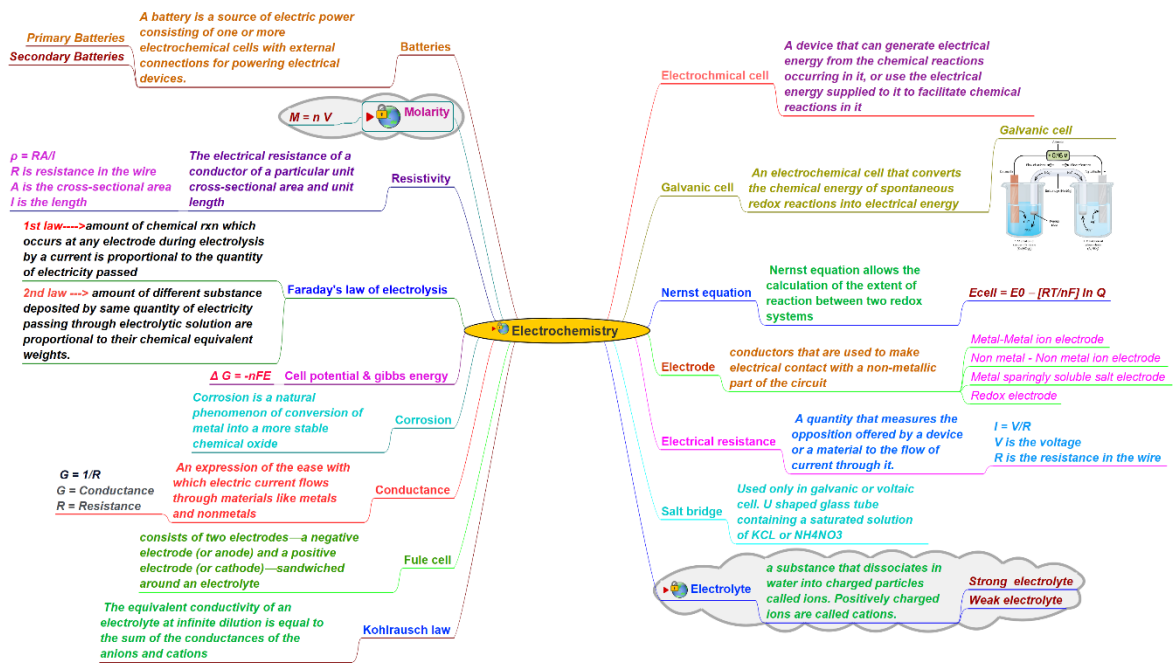 Electrochemistry
A battery is a source of electric power
consisting of one or more
electrochemical cells with external
connections for powering electrical
devices.
Primary Batteries
Secondary Batteries
Batteries
M = n V
Molarity
ρ = RA/l
R is resistance in the wire
A is the cross-sectional area
l is the length
The electrical resistance of a
conductor of a particular unit
cross-sectional area and unit
length
Resistivity
1st law---->amount of chemical rxn which
occurs at any electrode during electrolysis
by a current is proportional to the quantity
of electricity passed
2nd law ---> amount of different substance
deposited by same quantity of electricity
passing through electrolytic solution are
proportional to their chemical equivalent
weights.
Faraday's law of electrolysis
Δ G = -nFE
Cell potential & gibbs energy
Corrosion is a natural
phenomenon of conversion of
metal into a more stable
chemical oxide
Corrosion
G = 1/R
G = Conductance
R = Resistance
An expression of the ease with
which electric current flows
through materials like metals
and nonmetals
Conductance
consists of two electrodes—a negative
electrode (or anode) and a positive
electrode (or cathode)—sandwiched
around an electrolyte
Fule cell
The equivalent conductivity of an
electrolyte at infinite dilution is equal
to the sum of the conductances of the
anions and cations
Kohlrausch law
Electrochmical cell
A device that can generate electrical
energy from the chemical reactions
occurring in it, or use the electrical
energy supplied to it to facilitate chemical
reactions in it
Galvanic cell
An electrochemical cell that converts
the chemical energy of spontaneous
redox reactions into electrical energy
Galvanic cell
Nernst equation
Nernst equation allows the
calculation of the extent of
reaction between two redox
systems
Ecell = E0 − [RT/nF] ln Q
Electrode
conductors that are used to make
electrical contact with a non-metallic
part of the circuit
Metal-Metal ion electrode
Non metal - Non metal ion electrode
Metal sparingly soluble salt electrode
Redox electrode
Electrical resistance
A quantity that measures the
opposition offered by a device
or a material to the flow of
current through it.
I = V/R
V is the voltage
R is the resistance in the wire
Salt bridge
Used only in galvanic or voltaic
cell. U shaped glass tube
containing a saturated solution
of KCL or NH4NO3
Electrolyte
a substance that dissociates in
water into charged particles
called ions. Positively charged
ions are called cations.
Strong electrolyte
Weak electrolyte